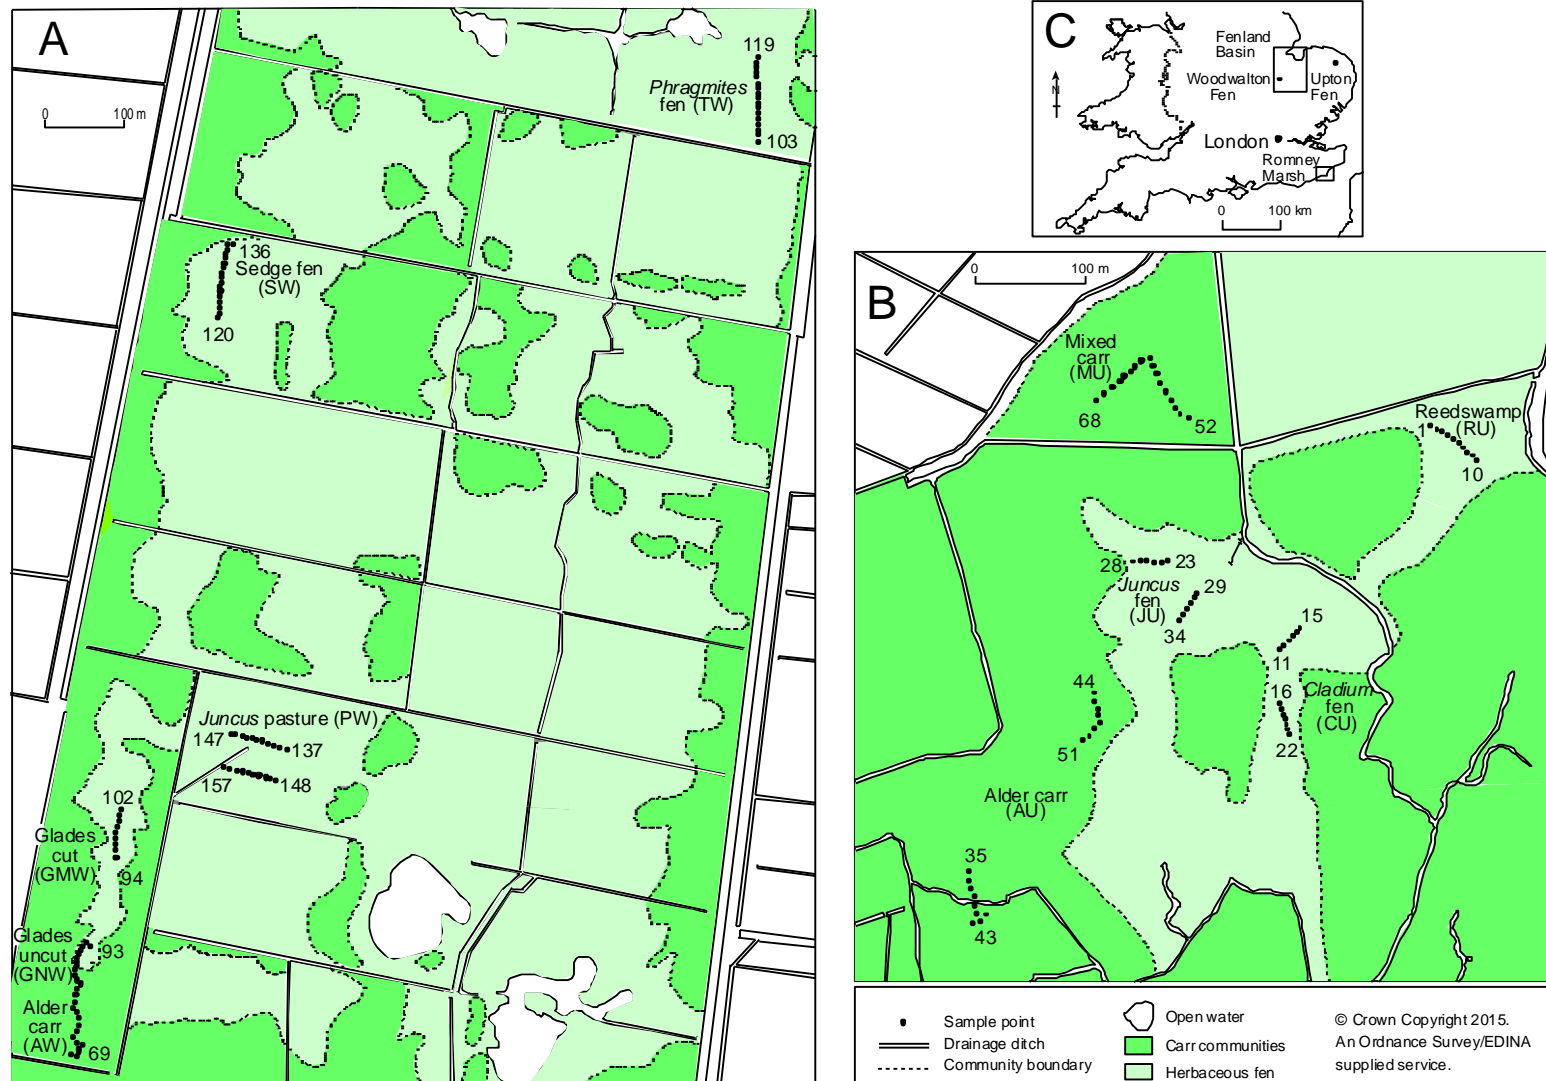 A
0 100 m
119
Phragmites
fen (TW)
103
136
Sedge fen
(SW)
120
Juncus pasture (PW)
147
137
157
148
102
Glades
cut
(GMW)
94
Glades
uncut
(GNW)
93
Alder
carr
(AW)
69
C
N
Fenland
Basin
Woodwalton
Fen
Upton
Fen
London
Romney
Marsh
0 100 km
B
0 100 m
Mixed
carr
(MU)
68
52
Reedswamp
(RU)
1
10
28
23
Juncus
fen
(JU)
29
34
15
11
16
Cladium
fen
(CU)
22
44
51
Alder carr
(AU)
35
43
Sample point
Drainage ditch
Community boundary
Open water
Carr communities
Herbaceous fen
© Crown Copyright 2015.
An Ordnance Survey/EDINA
supplied service.